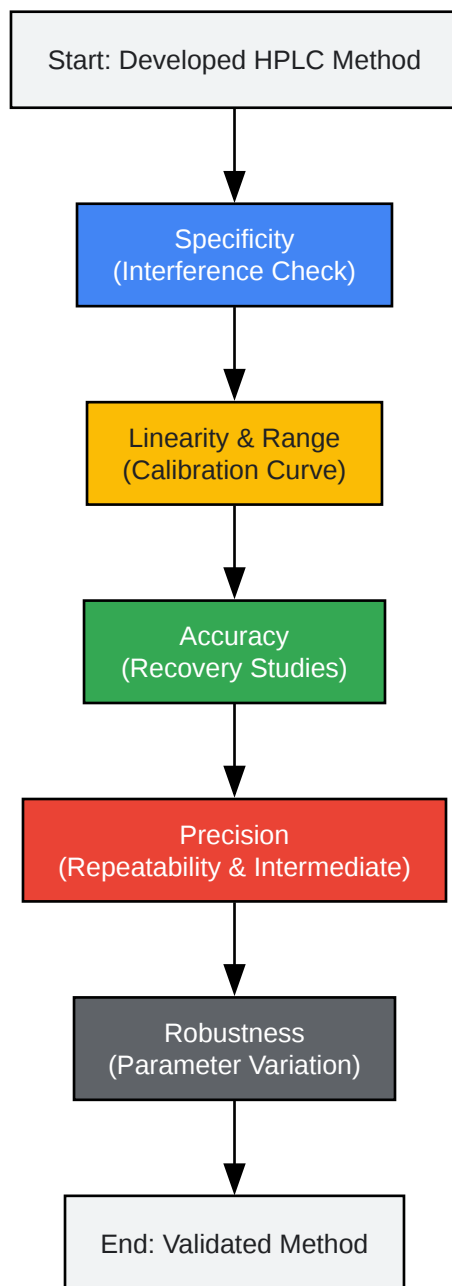 Start: Developed HPLC Method
Specificity
(Interference Check)
Linearity & Range
(Calibration Curve)
Accuracy
(Recovery Studies)
Precision
(Repeatability & Intermediate)
Robustness
(Parameter Variation)
End: Validated Method